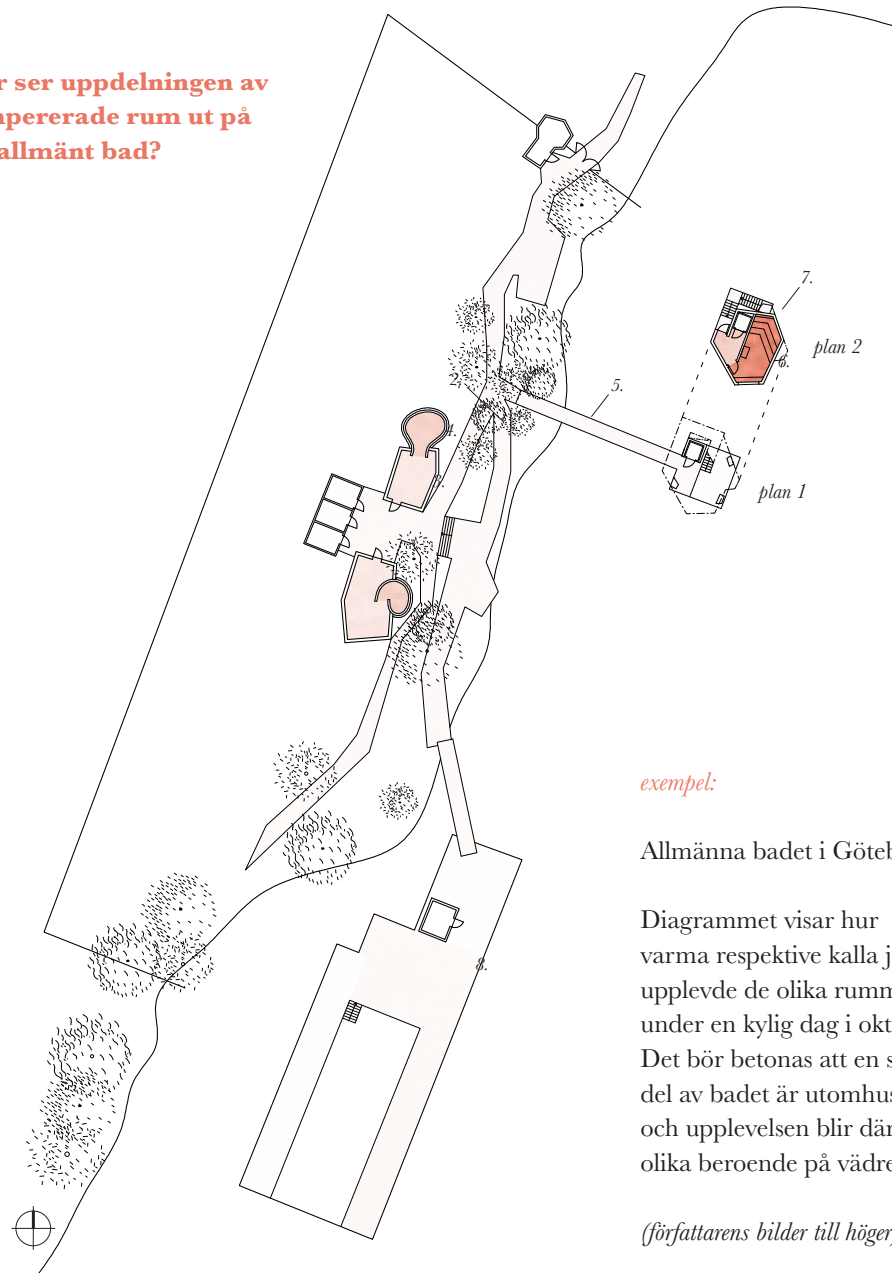 r ser uppdelningen av
mpererade rum ut på
allmänt bad?
7.
plan 2
6.
2.
5.
4.
3.
plan 1
exempel:
Allmänna badet i Göteb
Diagrammet visar hur
varma respektive kalla j
upplevde de olika rumm
under en kylig dag i okt
Det bör betonas att en s
del av badet är utomhus
och upplevelsen blir där
olika beroende på vädre
8.
(författarens bilder till höger)